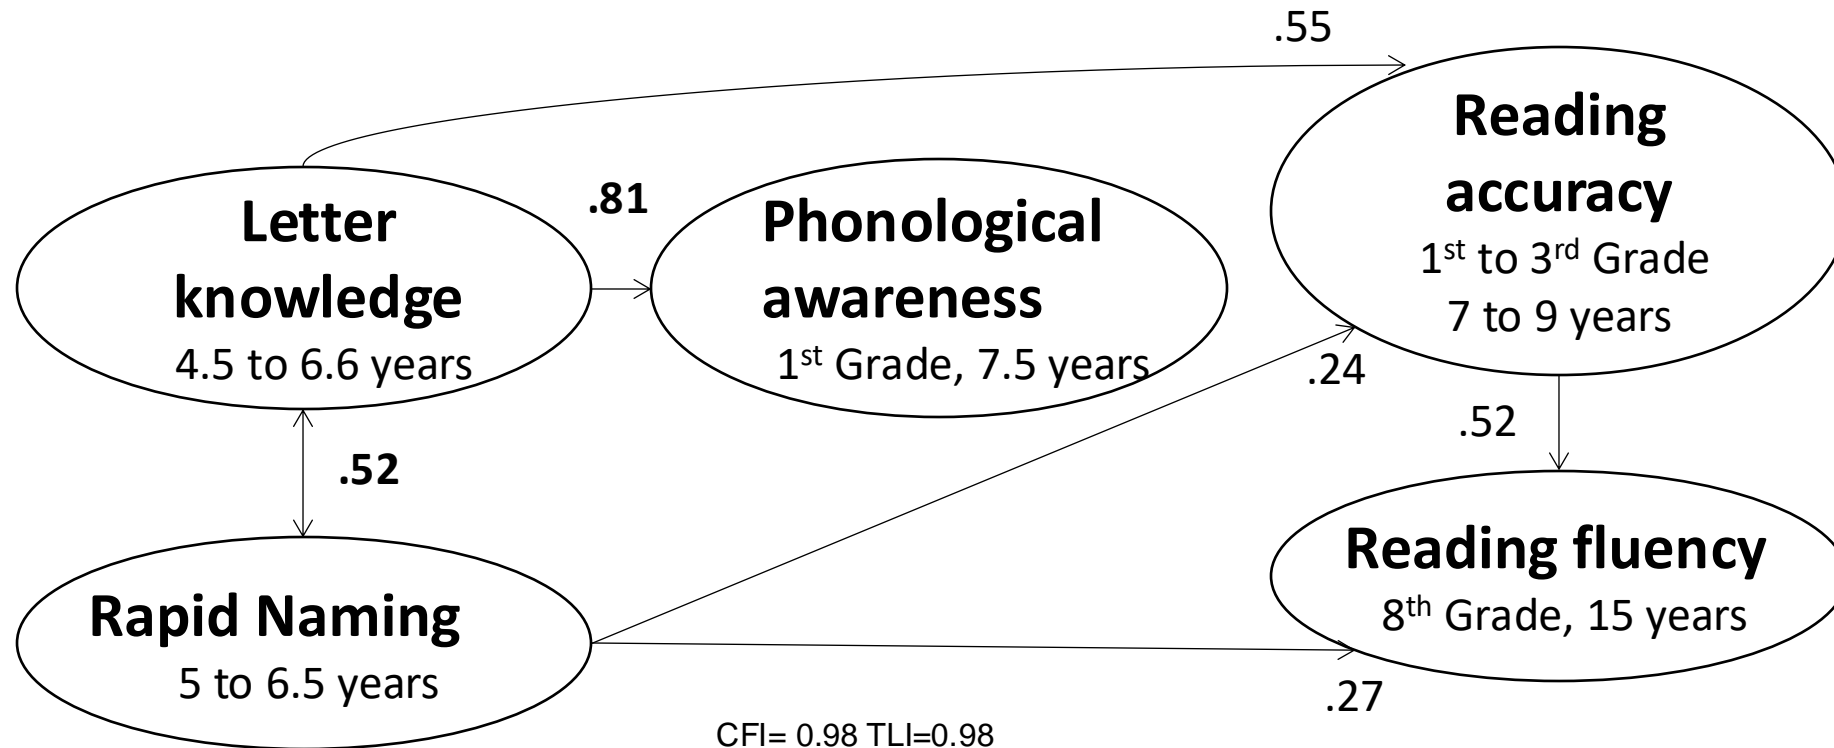 .55
Reading
accuracy
1st to 3rd Grade
7 to 9 years
Letter
knowledge
4.5 to 6.6 years
.81
Phonological
awareness
1st Grade, 7.5 years
.24
.52
.52
Rapid Naming
5 to 6.5 years
Reading fluency
8th Grade, 15 years
.27
CFI= 0.98 TLI=0.98